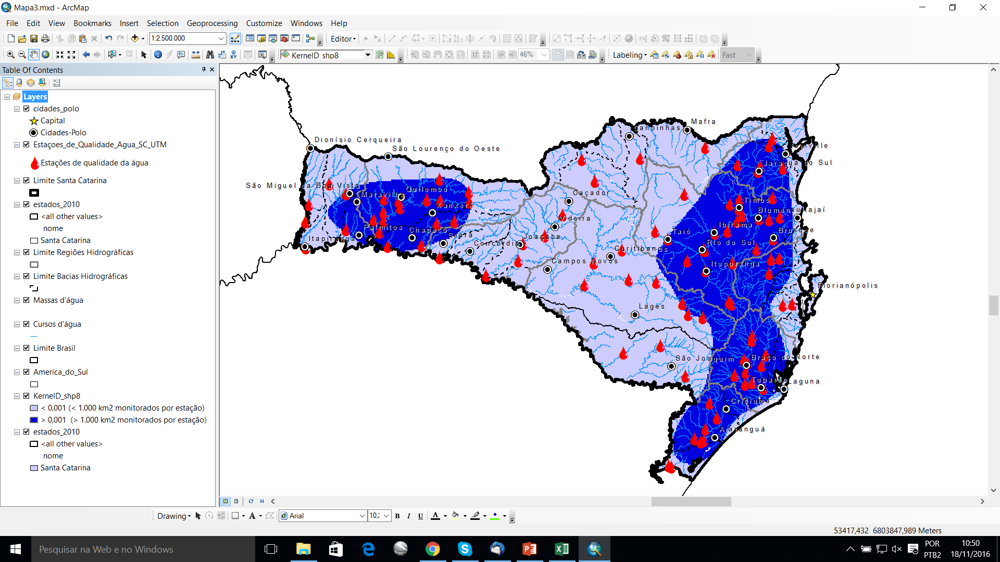 Mapa3.mxd - ArcMap
File Edit View Bookmarks Insert Selection Geoprocessing Customize Windows Help
1:2.500.000
Editor
KernelD_shp8
46%
Labeling
Fast
Table Of Contents
Layers
cidades_polo
Capital
Cidades-Polo
Estaçoes_de_Qualidade_Agua_SC_UTM
Estações de qualidade da água
Limite Santa Catarina
estados_2010
<all other values>
nome
Santa Catarina
Limite Regiões Hidrográficas
Limite Bacias Hidrográficas
Massas d'água
Cursos d'água
Limite Brasil
America_do_Sul
KernelD_shp8
< 0,001 (< 1.000 km2 monitorados por estação)
> 0,001 (> 1.000 km2 monitorados por estação)
estados_2010
<all other values>
nome
Santa Catarina
Mafra
Canoinhas
Dionísio Cerqueira
São Lourenço do Oeste
Joinville
Jaraguá do Sul
São Miguel da Boa Vista
Quilombo
Maravilha
Caçador
Timbó
Xanxerê
Blumenau
Itajaí
Videira
Palmitos
Chapecó
Ibirama
Brusque
Taió
Seará
Joaçaba
Itapiranga
Concórdia
Rio do Sul
Curitibanos
Campos Novos
Ituporanga
Florianópolis
Lages
São Joaquim
Braço do Norte
Tubarão
Laguna
Criciúma
Araranguá
Drawing
Arial
10,
B I U
A
53417,432 6803847,989 Meters
Pesquisar na Web e no Windows
POR
PTB2
10:50
18/11/2016